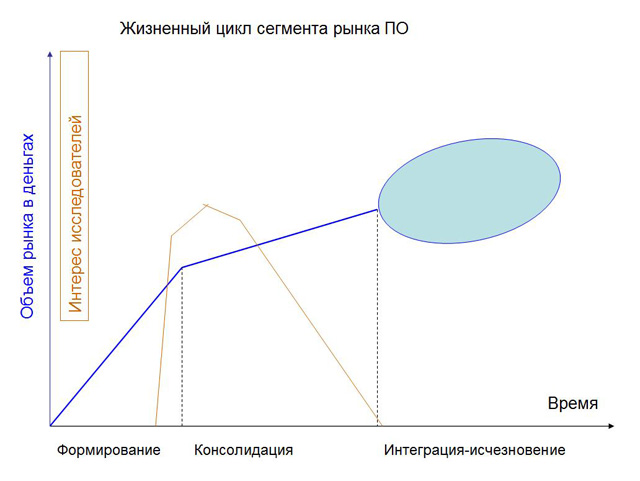 Жизненный цикл сегмента рынка ПО
Объем рынка в деньгах
Интерес исследователей
Время
Формирование
Консолидация
Интеграция-исчезновение